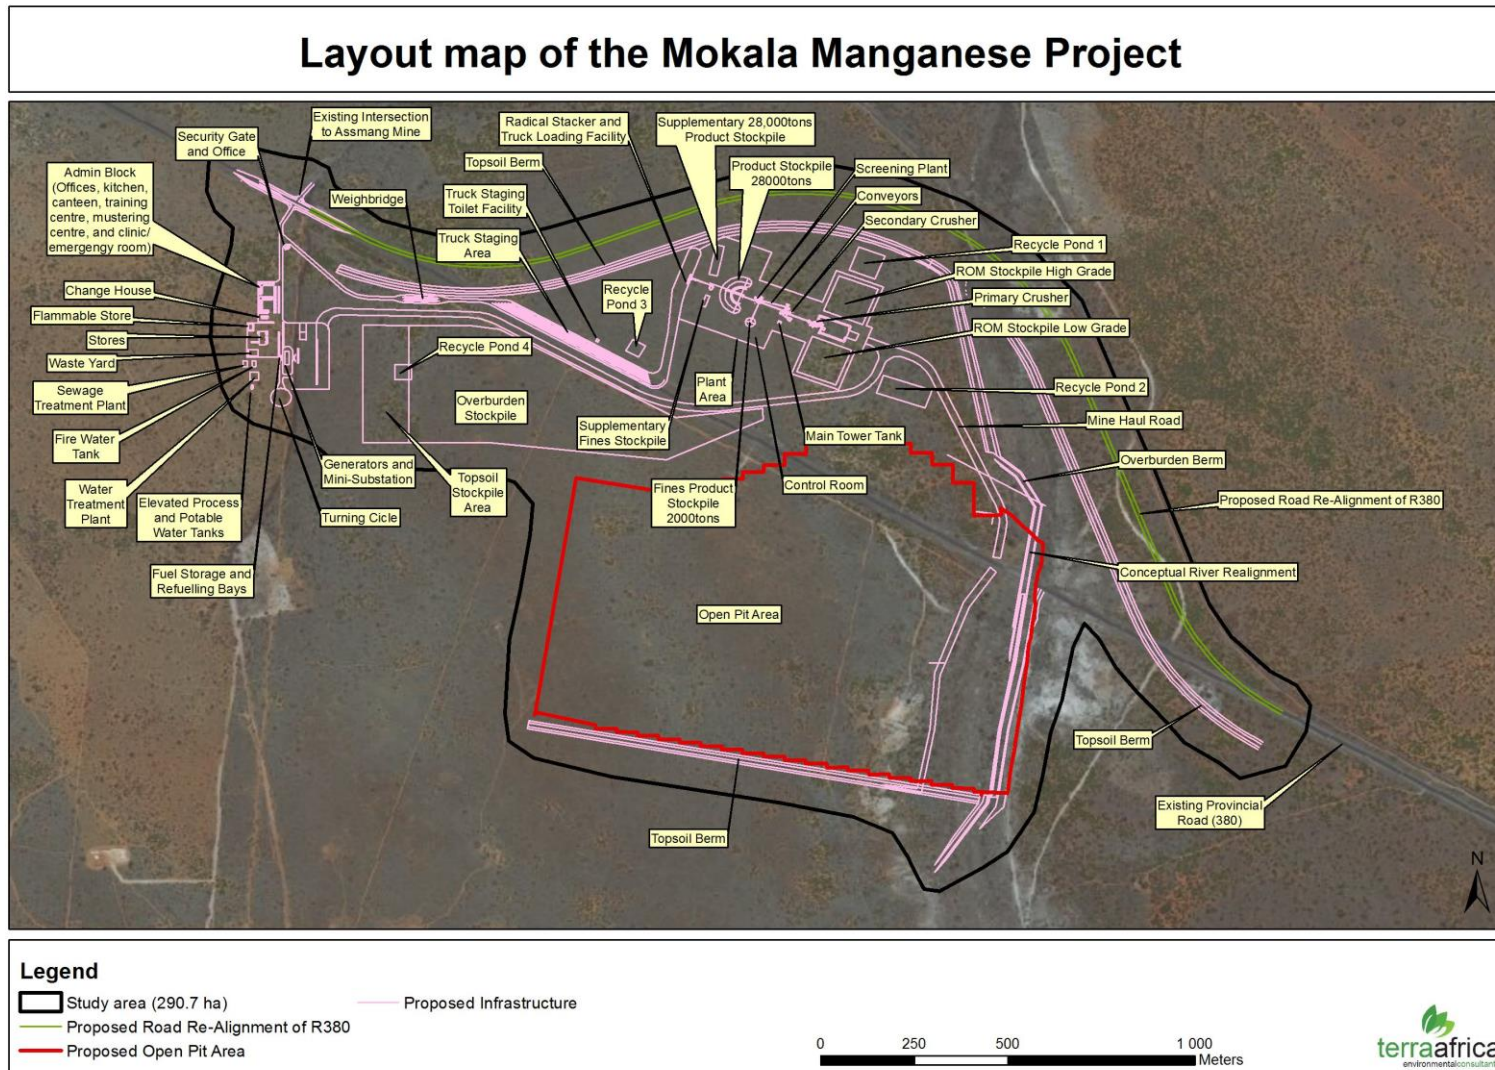 Layout map of the Mokala Manganese Project
Existing Intersection
to Assmang Mine
Security Gate
and Office
Admin Block
(Offices, kitchen,
canteen, training
centre, mustering
centre, and clinic/
emergengy room)
Weighbridge
Radical Stacker and
Truck Loading Facility
Topsoil Berm
Truck Staging
Toilet Facility
Truck Staging
Area
Supplementary 28,000tons
Product Stockpile
Product Stockpile
28000tons
Screening Plant
Conveyors
Secondary Crusher
Recycle Pond 1
ROM Stockpile High Grade
Primary Crusher
ROM Stockpile Low Grade
Recycle
Pond 3
Change House
Flammable Store
Stores
Waste Yard
Sewage
Treatment Plant
Fire Water
Tank
Water
Treatment
Plant
Elevated Process
and Potable
Water Tanks
Fuel Storage and
Refuelling Bays
Generators and
Mini-Substation
Turning Cicle
Recycle Pond 4
Overburden
Stockpile
Topsoil
Stockpile
Area
Supplementary
Fines Stockpile
Plant
Area
Main Tower Tank
Fines Product
Stockpile
2000tons
Control Room
Recycle Pond 2
Mine Haul Road
Overburden Berm
Proposed Road Re-Alignment of R380
Conceptual River Realignment
Open Pit Area
Topsoil Berm
Existing Provincial
Road (380)
Topsoil Berm
N
Legend
Study area (290.7 ha)
Proposed Road Re-Alignment of R380
Proposed Open Pit Area
Proposed Infrastructure
0 250 500 1 000
Meters
terraafrica
environmentalconsultant